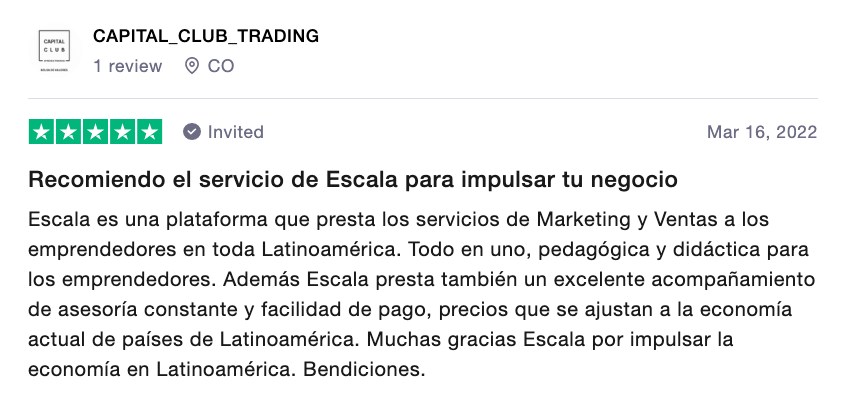 CAPITAL
CLUB
CAPITAL_CLUB_TRADING
1 review CO
Invited Mar 16, 2022
Recomiendo el servicio de Escala para impulsar tu negocio
Escala es una plataforma que presta los servicios de Marketing y Ventas a los
emprendedores en toda Latinoamérica. Todo en uno, pedagógica y didáctica para
los emprendedores. Además Escala presta también un excelente acompañamiento
de asesoría constante y facilidad de pago, precios que se ajustan a la economía
actual de países de Latinoamérica. Muchas gracias Escala por impulsar la
economía en Latinoamérica. Bendiciones.